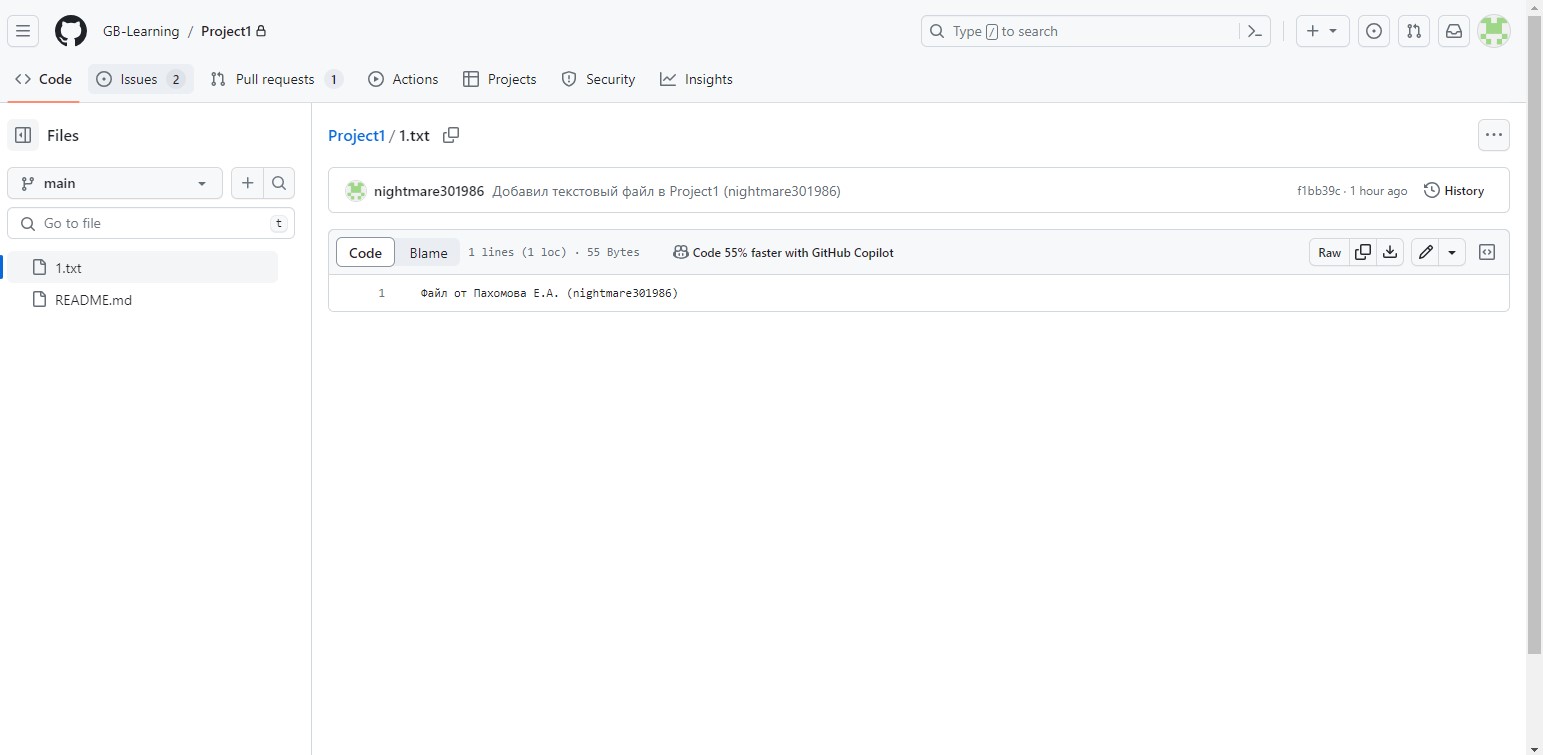 GB-Learning / Project1
Type / to search
Code
Issues 2
Pull requests 1
Actions
Projects
Security
Insights
Files
main
Go to file
t
1.txt
README.md
Project1 / 1.txt
nightmare301986 Добавил текстовый файл в Project1 (nightmare301986)
f1bb39c · 1 hour ago
History
Code
Blame
1 lines (1 loc) · 55 Bytes
Code 55% faster with GitHub Copilot
Raw
1 Файл от Пахомова Е.А. (nightmare301986)